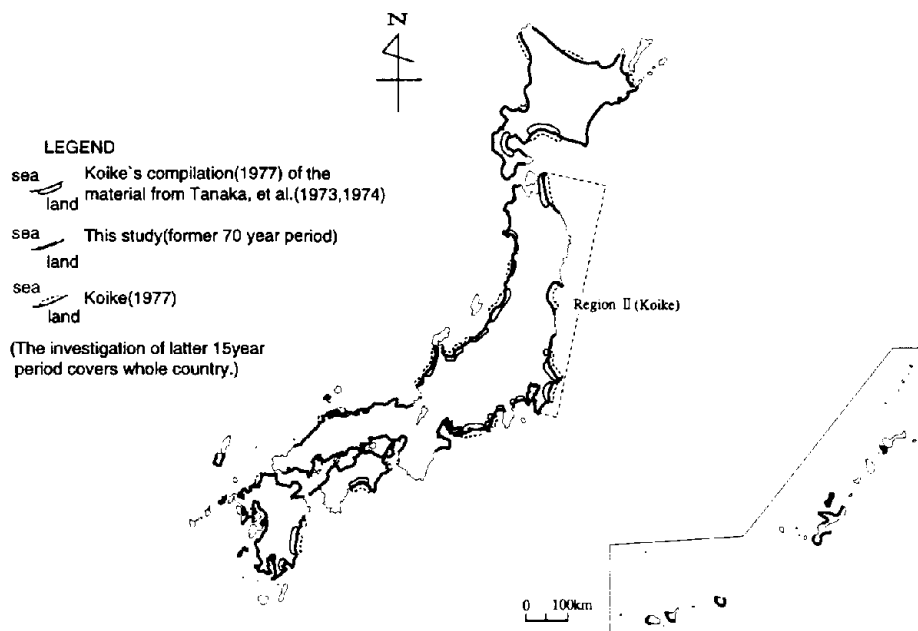 N
LEGEND
sea
land
Koike`s compilation(1977) of the
material from Tanaka, et al.(1973,1974)
sea
land
This study(former 70 year period)
sea
land
Koike(1977)
(The investigation of latter 15year
period covers whole country.)
Region Ⅱ (Koike)
0 100km